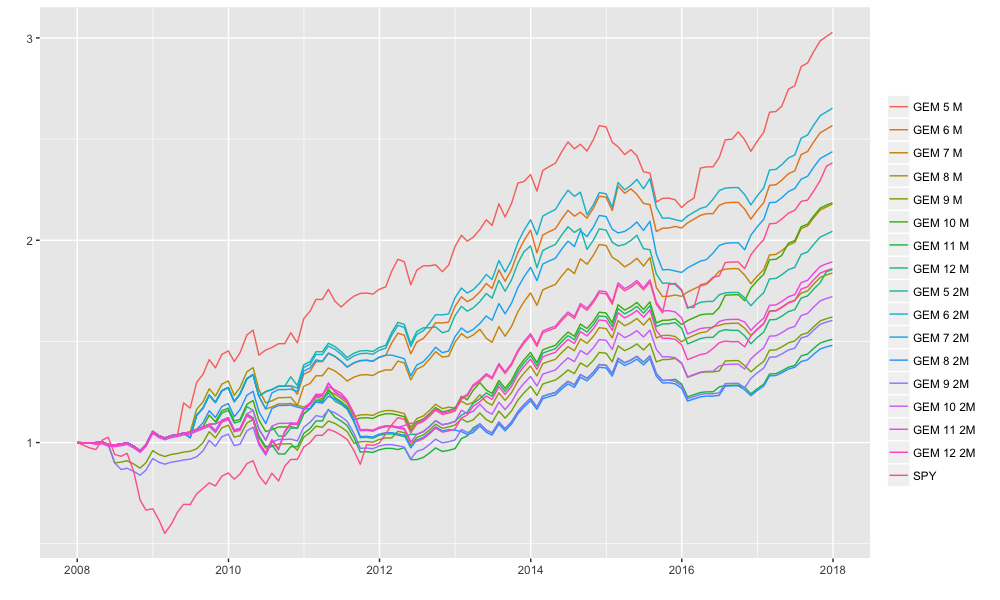 3
2
1
2008 2010 2012 2014 2016 2018
GEM 5 M
GEM 6 M
GEM 7 M
GEM 8 M
GEM 9 M
GEM 10 M
GEM 11 M
GEM 12 M
GEM 5 2M
GEM 6 2M
GEM 7 2M
GEM 8 2M
GEM 9 2M
GEM 10 2M
GEM 11 2M
GEM 12 2M
SPY